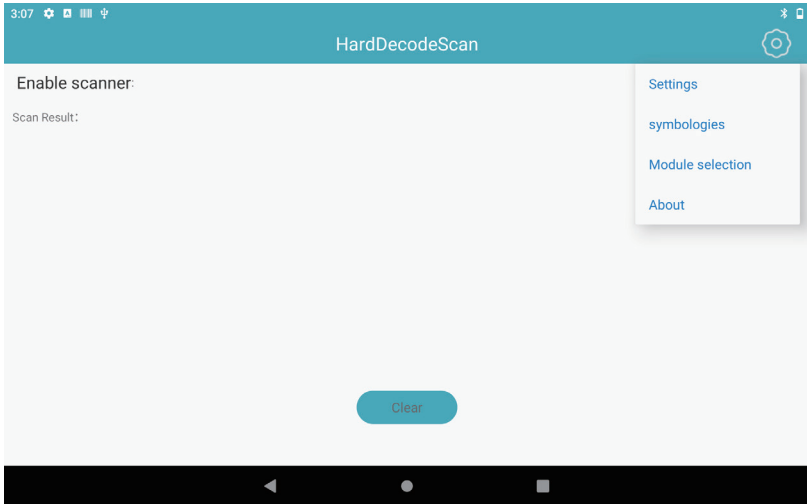 3:07
HardDecodeScan
Enable scanner:
Scan Result:
Settings
symbologies
Module selection
About
Clear